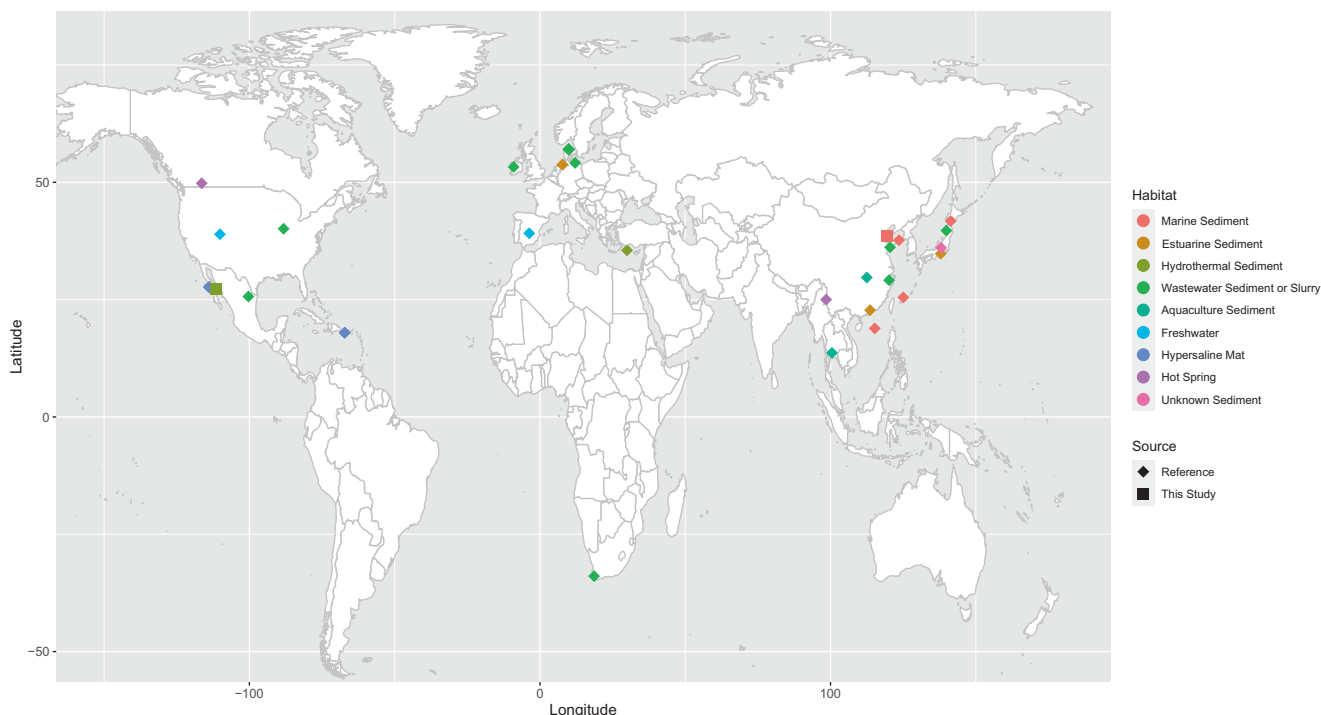 50
0
−50
Latitude
−100
0
100
Longitude
Habitat
Marine Sediment
Estuarine Sediment
Hydrothermal Sediment
Wastewater Sediment or Slurry
Aquaculture Sediment
Freshwater
Hypersaline Mat
Hot Spring
Unknown Sediment
Source
Reference
This Study